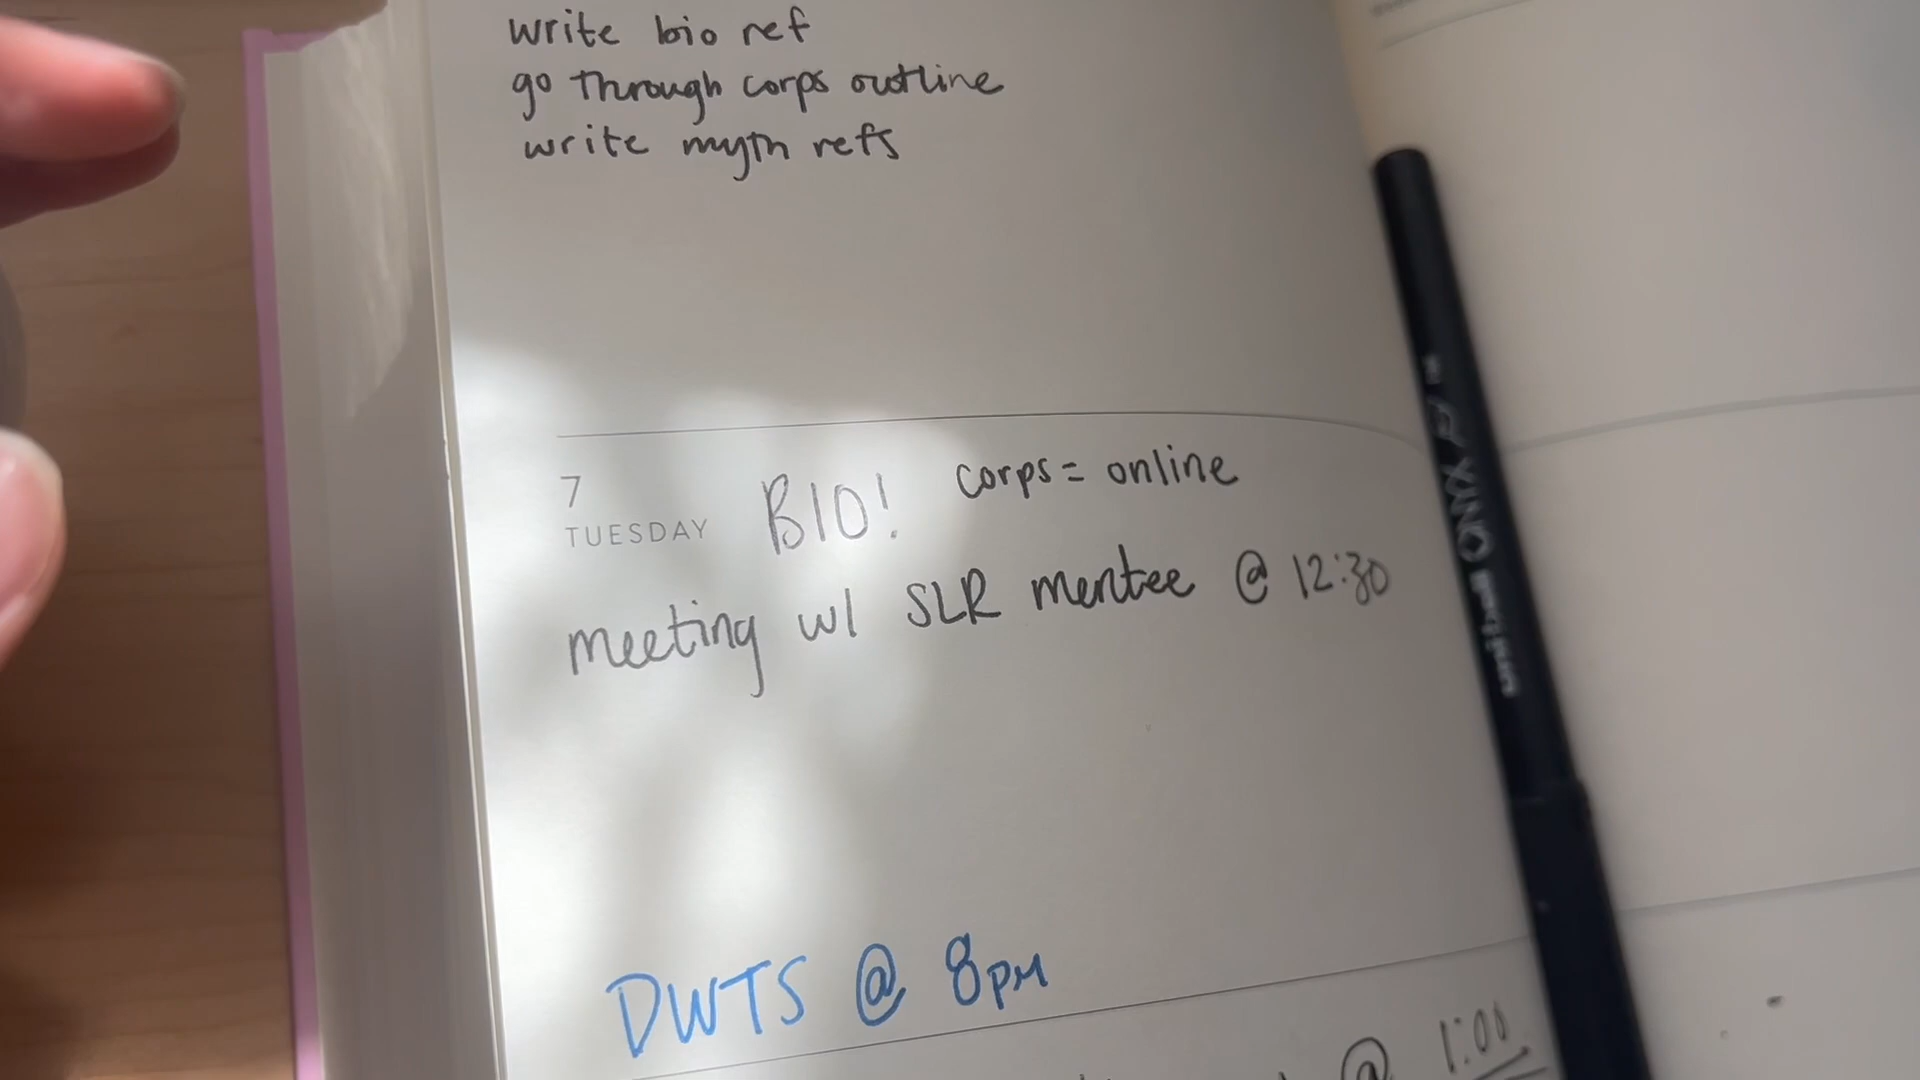 write bio ref
go through corps outline
write myth refs
7
TUESDAY
BIO!
corps = online
meeting w/ SLR mentee @ 12:30
DWTS @ 8PM
@ 1:00
ONYX